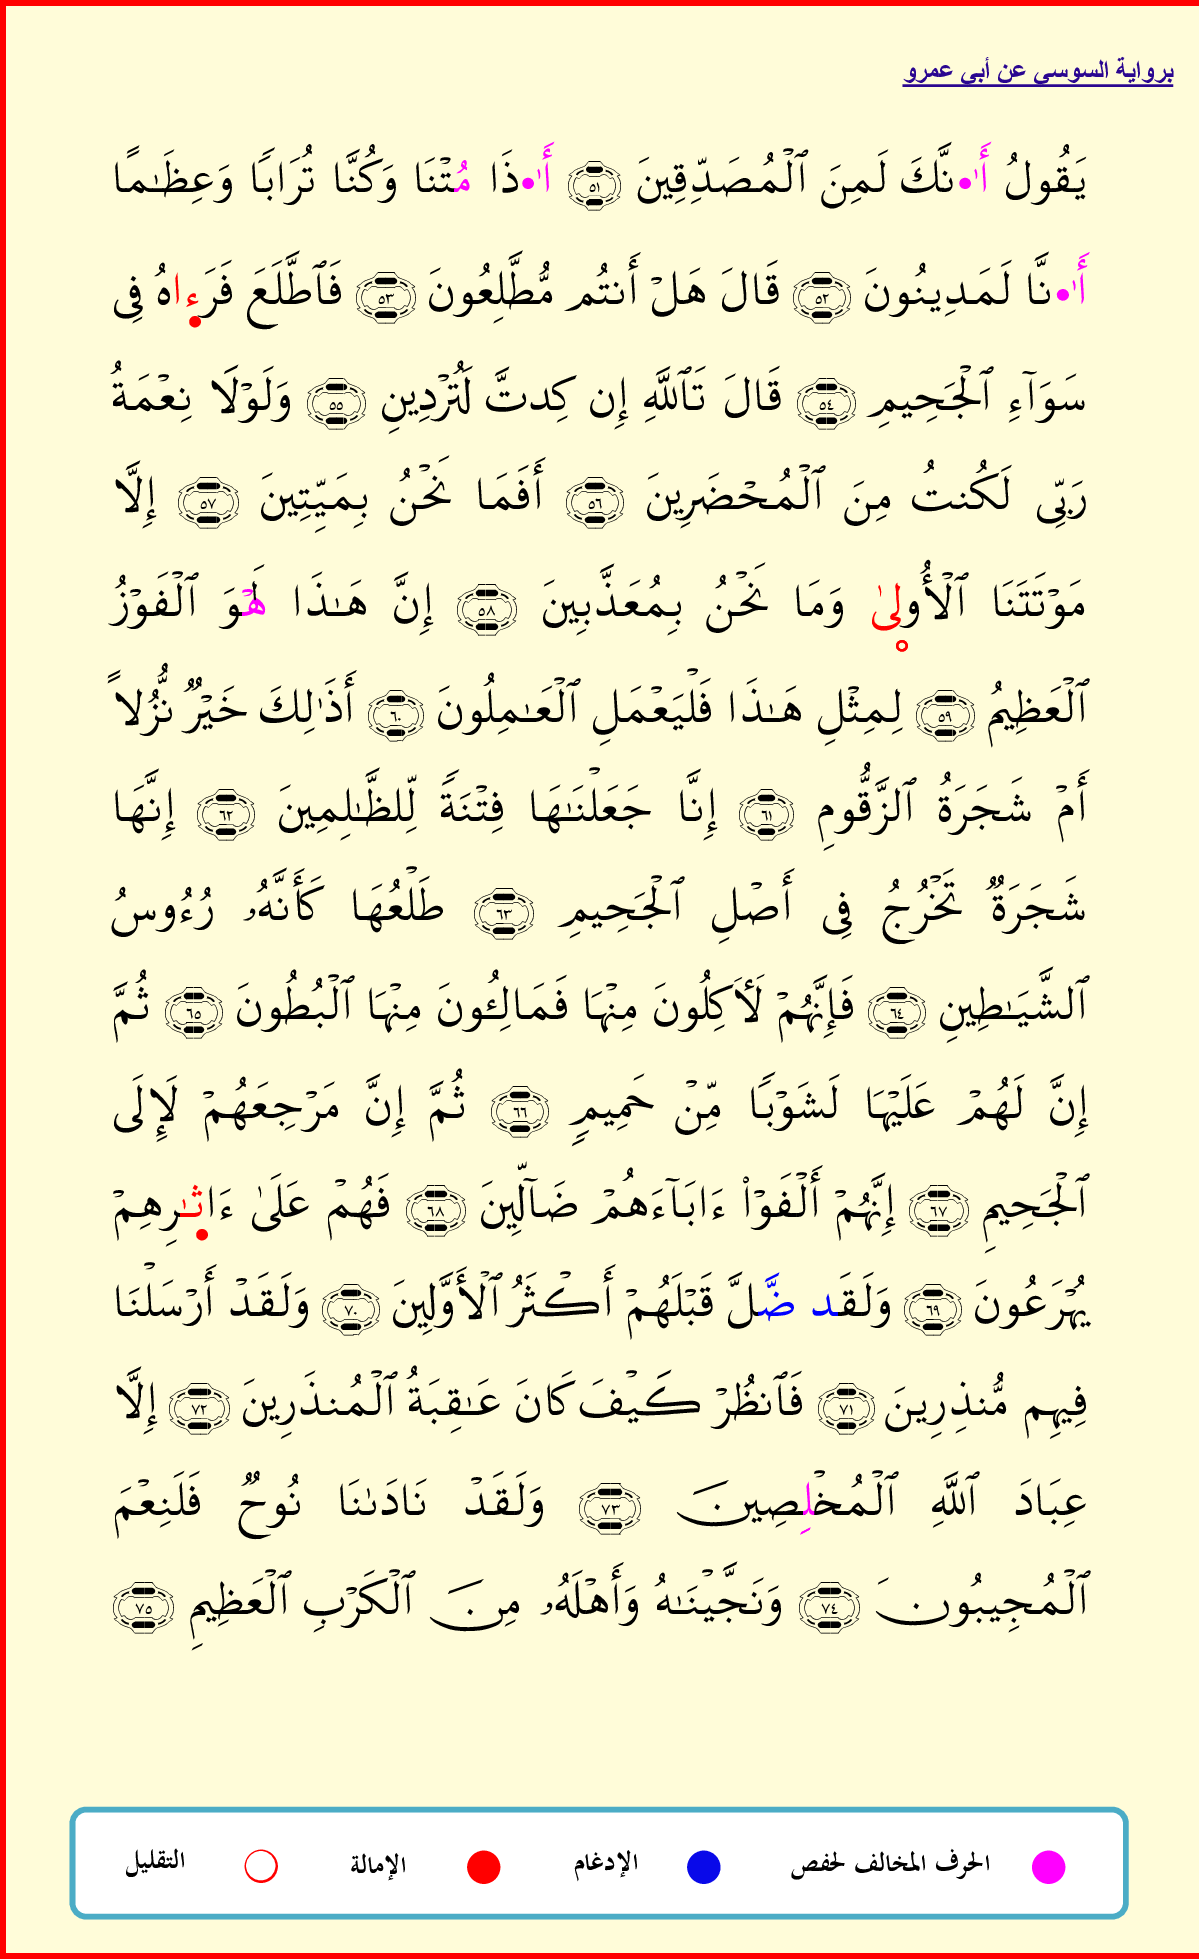 برواية السوسي عن أبي عمرو
يَقُولُ أَٰ۟نَّكَ لَمِنَ ٱلْمُصَدِّقِينَ ٥١ أَٰ۟ذَا مُتْنَا وَكُنَّا تُرَابًا وَعِظَٰمًا
أَٰ۟نَّا لَمَدِينُونَ ٥٢ قَالَ هَلْ أَنتُم مُّطَّلِعُونَ ٥٣ فَٱطَّلَعَ فَرَءِاهُ فِى
سَوَآءِ ٱلْجَحِيمِ ٥٤ قَالَ تَٱللَّهِ إِن كِدتَّ لَتُرْدِينِ ٥٥ وَلَوْلَا نِعْمَةُ
رَبِّى لَكُنتُ مِنَ ٱلْمُحْضَرِينَ ٥٦ أَفَمَا نَحْنُ بِمَيِّتِينَ ٥٧ إِلَّا
مَوْتَتَنَا ٱلْأُولىٰ وَمَا نَحْنُ بِمُعَذَّبِينَ ٥٨ إِنَّ هَٰذَا لَهْوَ ٱلْفَوْزُ
ٱلْعَظِيمُ ٥٩ لِمِثْلِ هَٰذَا فَلْيَعْمَلِ ٱلْعَٰمِلُونَ ٦٠ أَذَٰلِكَ خَيْرٌ نُّزُلاً
أَمْ شَجَرَةُ ٱلزَّقُّومِ ٦١ إِنَّا جَعَلْنَٰهَا فِتْنَةً لِّلظَّٰلِمِينَ ٦٢ إِنَّهَا
شَجَرَةٌ تَخْرُجُ فِى أَصْلِ ٱلْجَحِيمِ ٦٣ طَلْعُهَا كَأَنَّهُۥ رُءُوسُ
ٱلشَّيَٰطِينِ ٦٤ فَإِنَّهُمْ لَأٓكِلُونَ مِنْهَا فَمَالِـُٔونَ مِنْهَا ٱلْبُطُونَ ٦٥ ثُمَّ
إِنَّ لَهُمْ عَلَيْهَا لَشَوْبًا مِّنْ حَمِيمٍ ٦٦ ثُمَّ إِنَّ مَرْجِعَهُمْ لَإِلَى
ٱلْجَحِيمِ ٦٧ إِنَّهُمْ أَلْفَوْا۟ ءَابَآءَهُمْ ضَآلِّينَ ٦٨ فَهُمْ عَلَىٰ ءَاثٰرِهِمْ
يُهْرَعُونَ ٦٩ وَلَقَد ضَّلَّ قَبْلَهُمْ أَكْثَرُ ٱلْأَوَّلِينَ ٧٠ وَلَقَدْ أَرْسَلْنَا
فِيهِم مُّنذِرِينَ ٧١ فَٱنظُرْ كَيْفَ كَانَ عَٰقِبَةُ ٱلْمُنذَرِينَ ٧٢ إِلَّا
عِبَادَ ٱللَّهِ ٱلْمُخْلِصِينَ ٧٣ وَلَقَدْ نَادَىٰنَا نُوحٌ فَلَنِعْمَ
ٱلْمُجِيبُونَ ٧٤ وَنَجَّيْنَٰهُ وَأَهْلَهُۥ مِنَ ٱلْكَرْبِ ٱلْعَظِيمِ ٧٥
الحرف المخالف لحفص الإدغام الإمالة التقليل